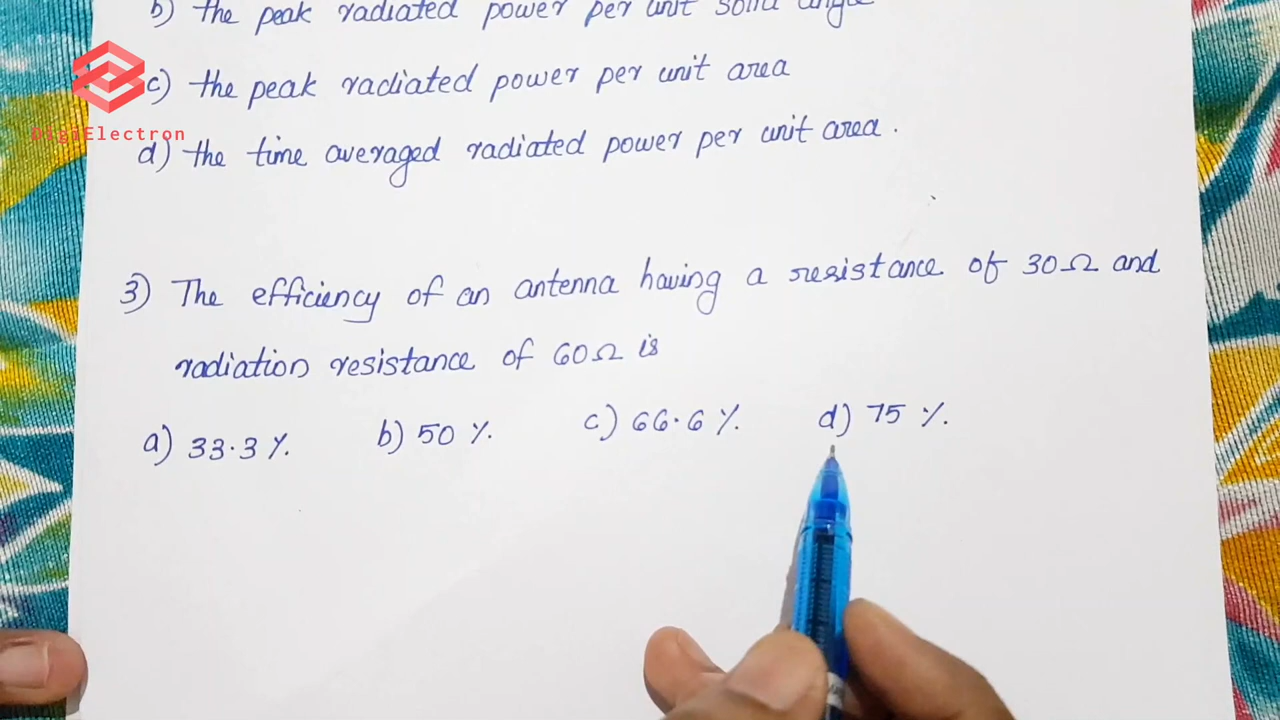 b) the peak radiated power per unit solid angle
c) the peak radiated power per unit area
DigiElectron
d) the time averaged radiated power per unit area.
3) The efficiency of an antenna having a resistance of 30Ω and
radiation resistance of 60Ω is
a) 33.3 %. b) 50 %. c) 66.6 %. d) 75 %.